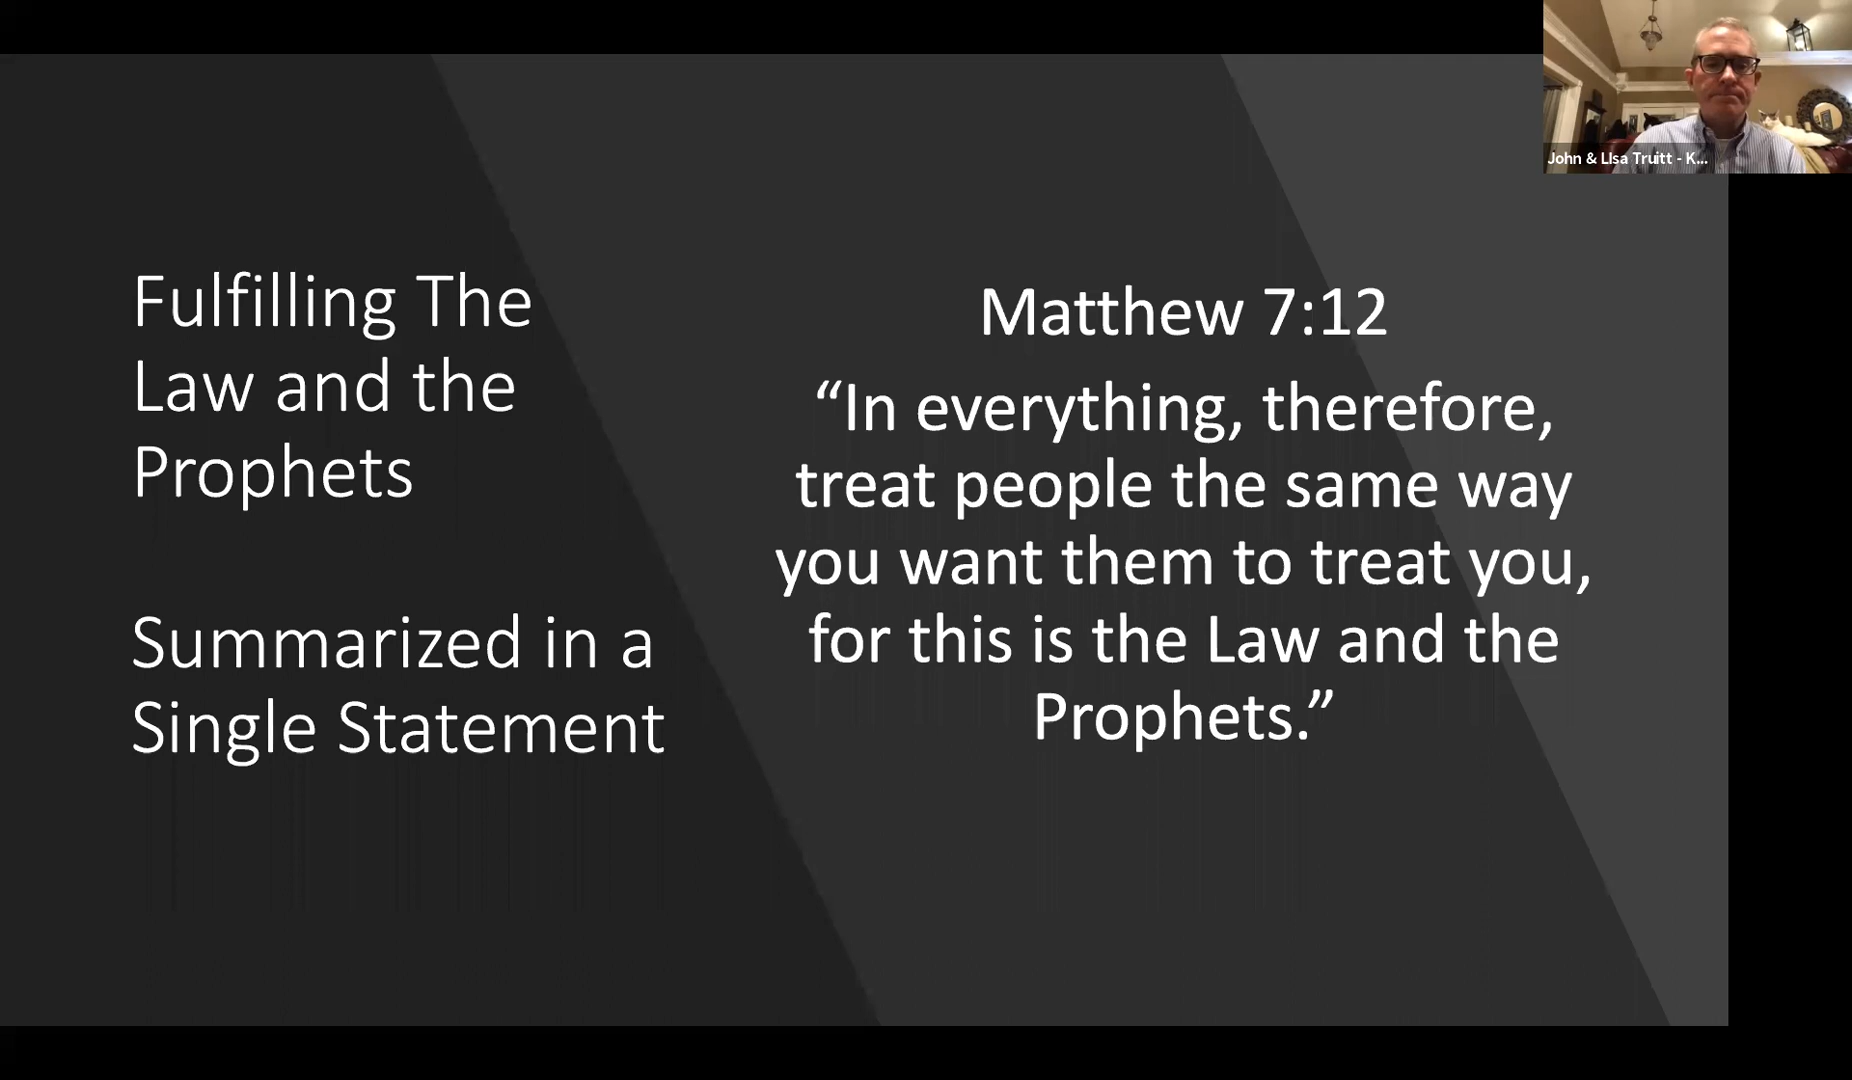 Fulfilling The
Law and the
Prophets
Summarized in a
Single Statement
Matthew 7:12
“In everything, therefore,
treat people the same way
you want them to treat you,
for this is the Law and the
Prophets.”
John & LIsa Truitt - K...